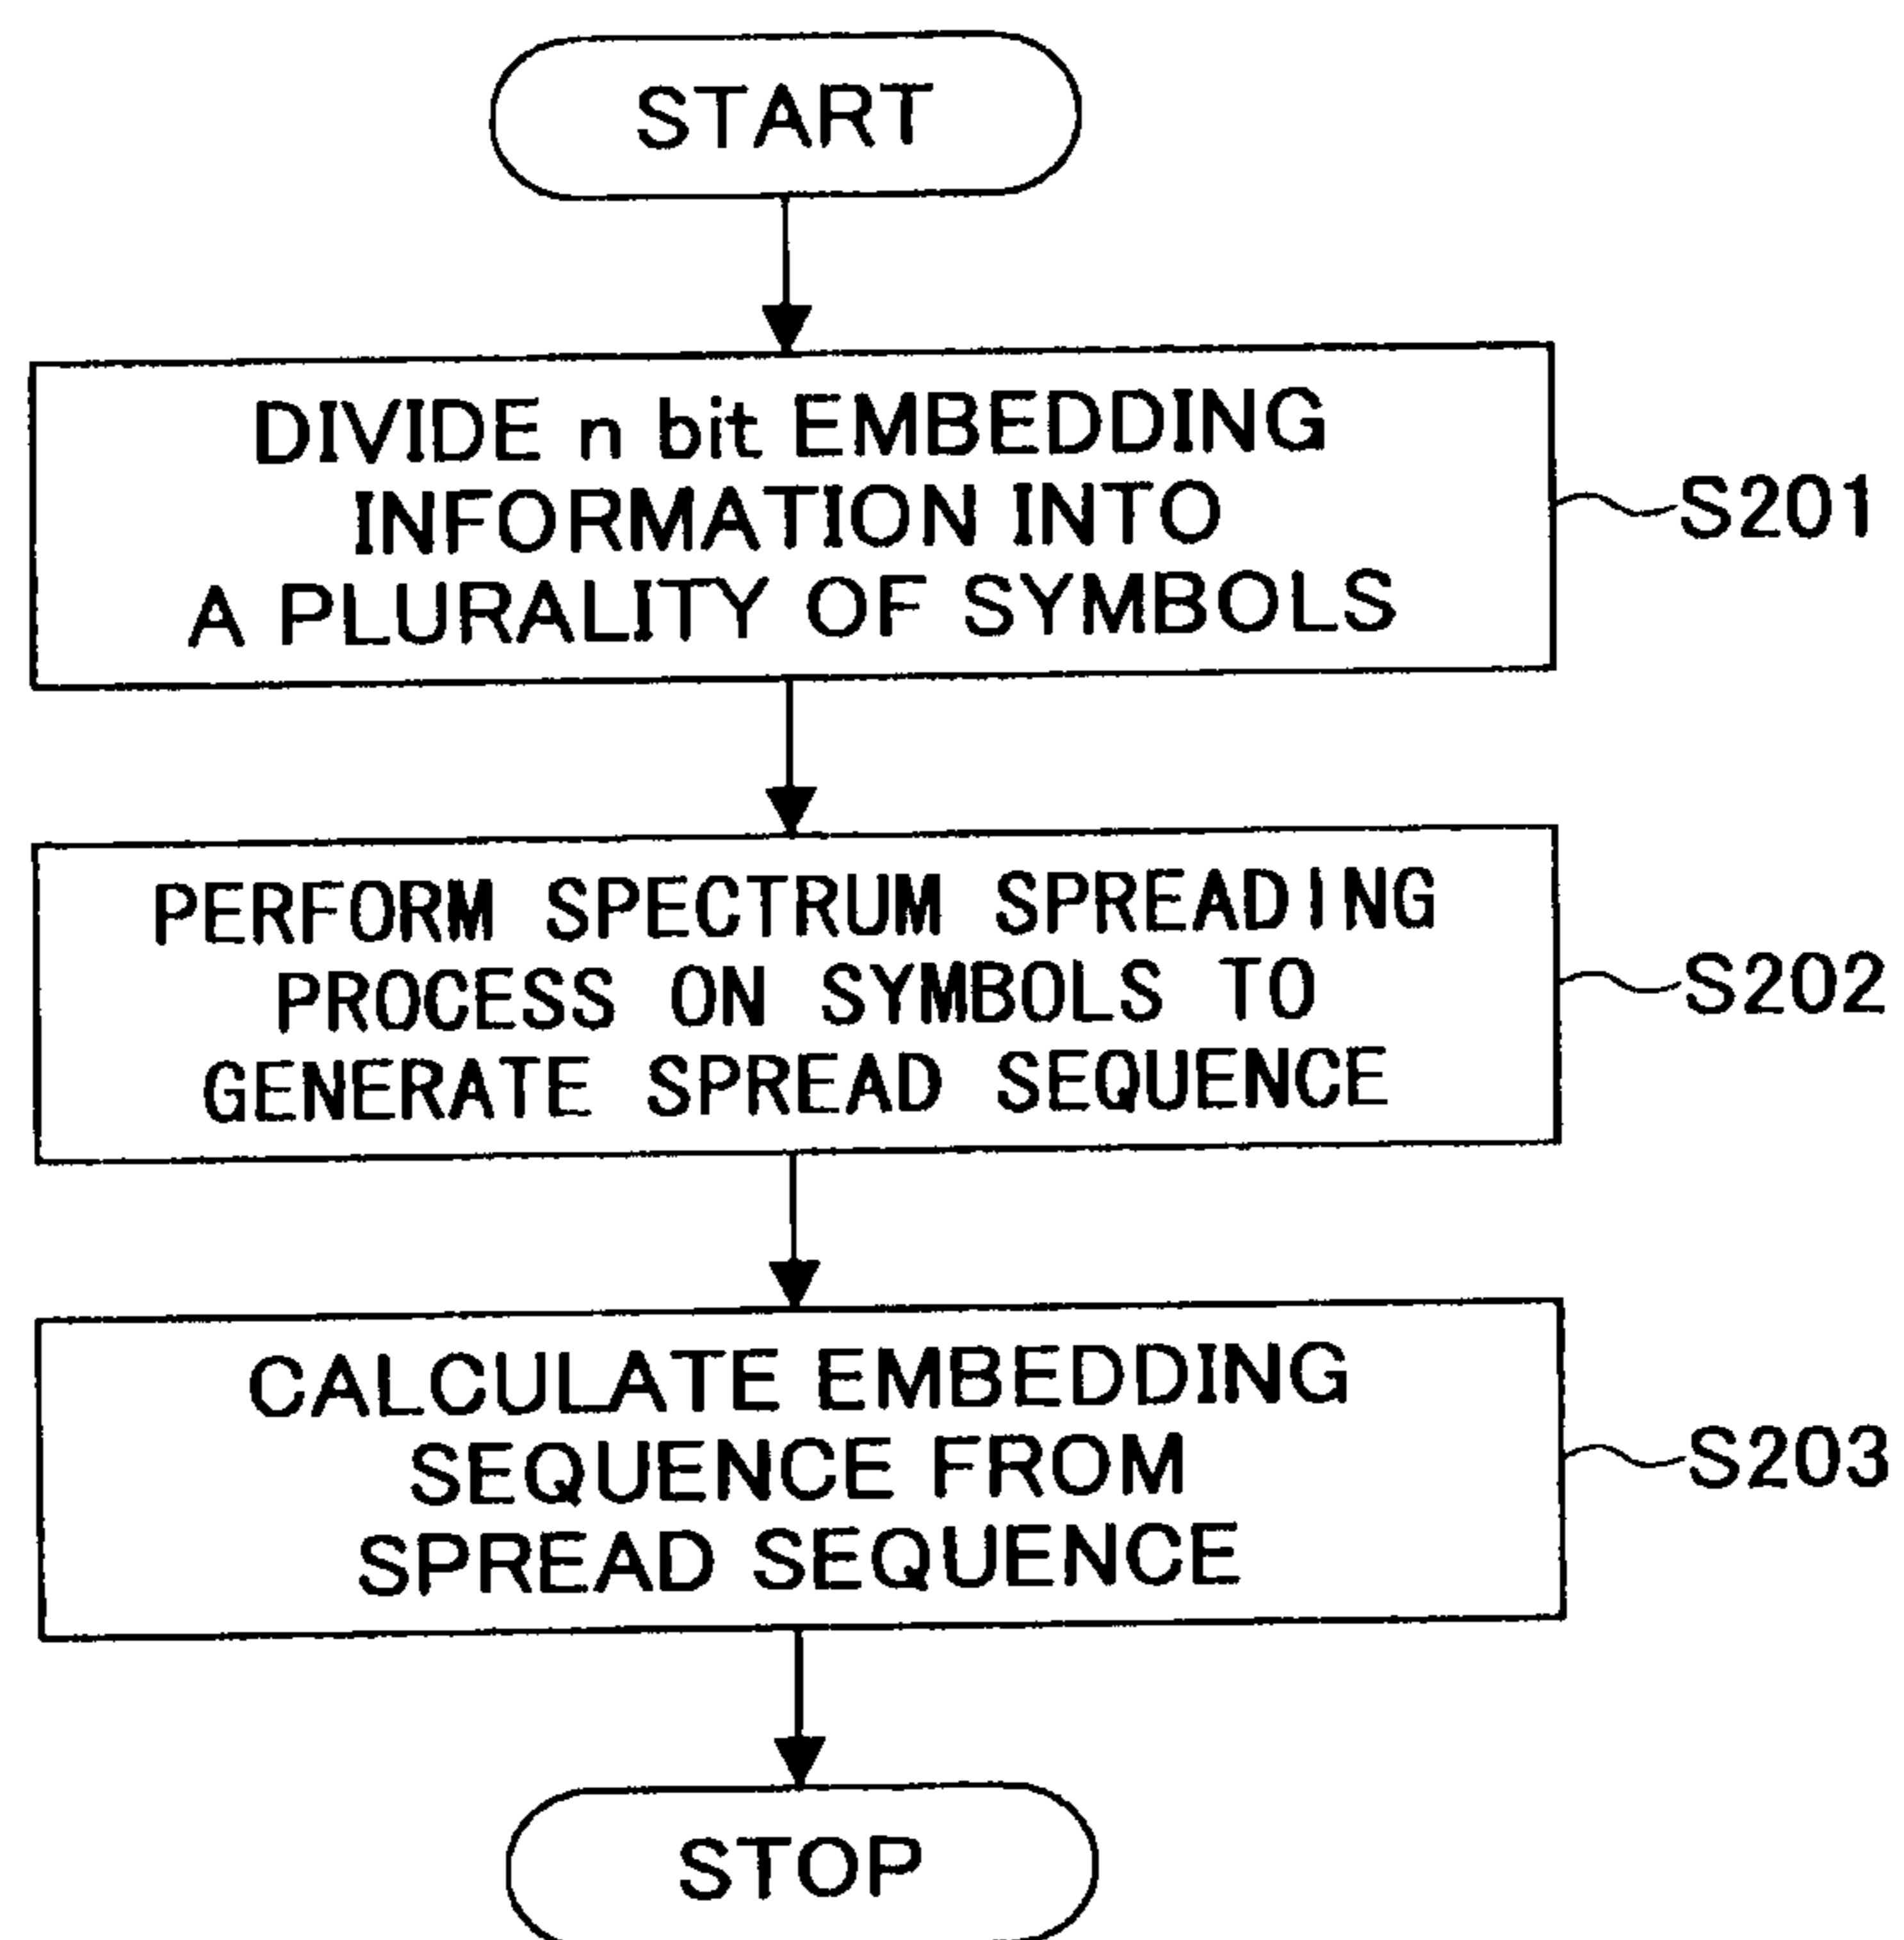 START
DIVIDE n bit EMBEDDING
INFORMATION INTO
A PLURALITY OF SYMBOLS
S201
PERFORM SPECTRUM SPREADING
PROCESS ON SYMBOLS TO
GENERATE SPREAD SEQUENCE
S202
CALCULATE EMBEDDING
SEQUENCE FROM
SPREAD SEQUENCE
S203
STOP